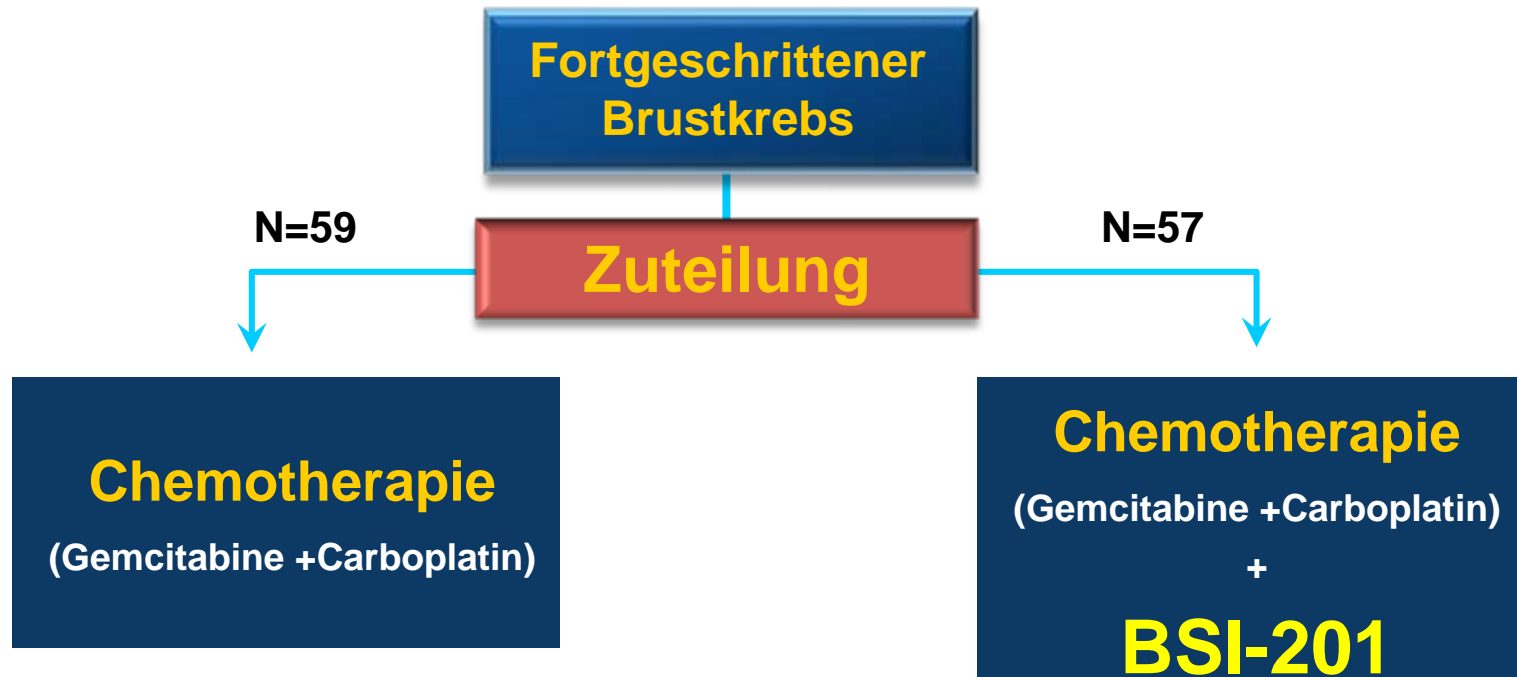 Fortgeschrittener
Brustkrebs
N=59
N=57
Zuteilung
Chemotherapie
(Gemcitabine +Carboplatin)
Chemotherapie
(Gemcitabine +Carboplatin)
+
BSI-201